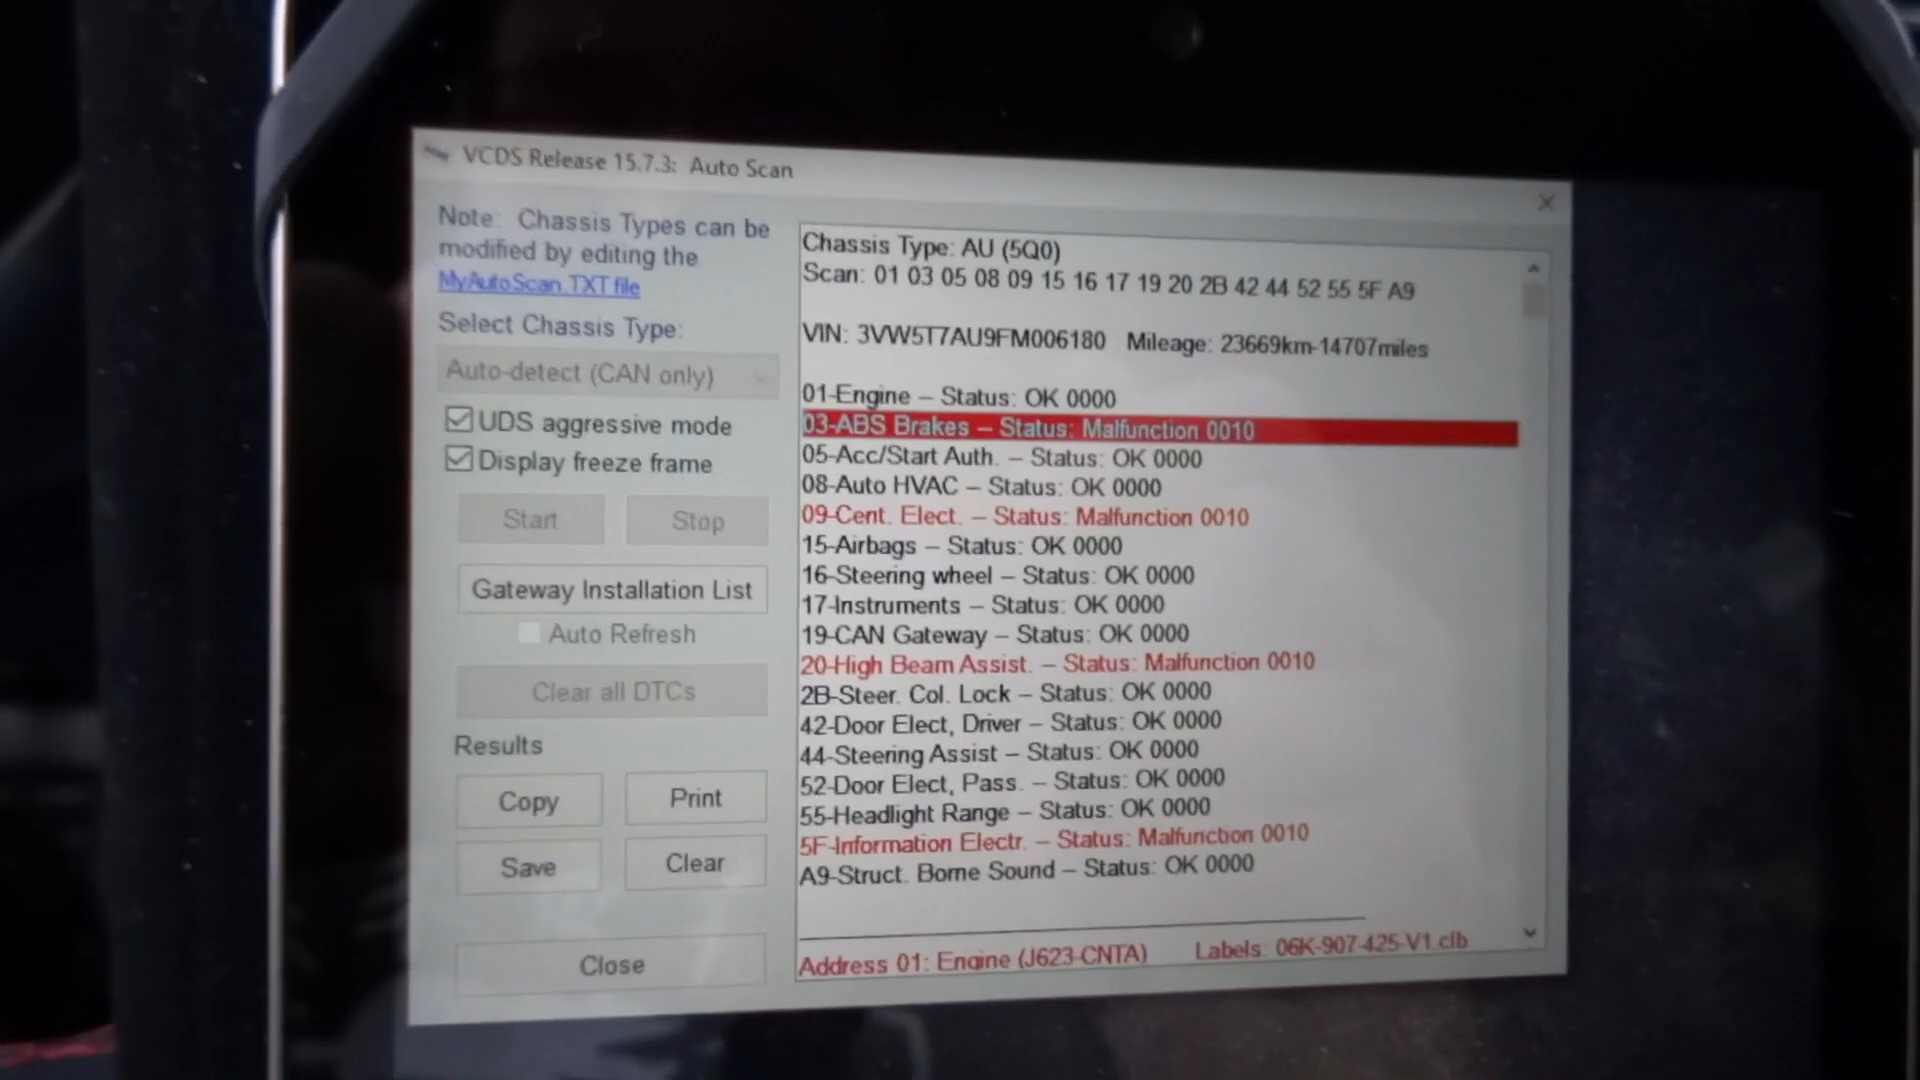 VCDS Release 15.7.3: Auto Scan
Note: Chassis Types can be
modified by editing the
MyAutoScan.TXT file
Select Chassis Type:
Auto-detect (CAN only)
UDS aggressive mode
Display freeze frame
Start
Stop
Gateway Installation List
Auto Refresh
Clear all DTCs
Results
Copy
Print
Save
Clear
Close
Chassis Type: AU (5Q0)
Scan: 01 03 05 08 09 15 16 17 19 20 2B 42 44 52 55 5F A9
VIN: 3VW5T7AU9FM006180 Mileage: 23669km-14707miles
01-Engine -- Status: OK 0000
03-ABS Brakes -- Status: Malfunction 0010
05-Acc/Start Auth. -- Status: OK 0000
08-Auto HVAC -- Status: OK 0000
09-Cent. Elect. -- Status: Malfunction 0010
15-Airbags -- Status: OK 0000
16-Steering wheel -- Status: OK 0000
17-Instruments -- Status: OK 0000
19-CAN Gateway -- Status: OK 0000
20-High Beam Assist. -- Status: Malfunction 0010
2B-Steer. Col. Lock -- Status: OK 0000
42-Door Elect, Driver -- Status: OK 0000
44-Steering Assist -- Status: OK 0000
52-Door Elect, Pass. -- Status: OK 0000
55-Headlight Range -- Status: OK 0000
5F-Information Electr. -- Status: Malfunction 0010
A9-Struct. Borne Sound -- Status: OK 0000
Address 01: Engine (J623-CNTA) Labels: 06K-907-425-V1.clb